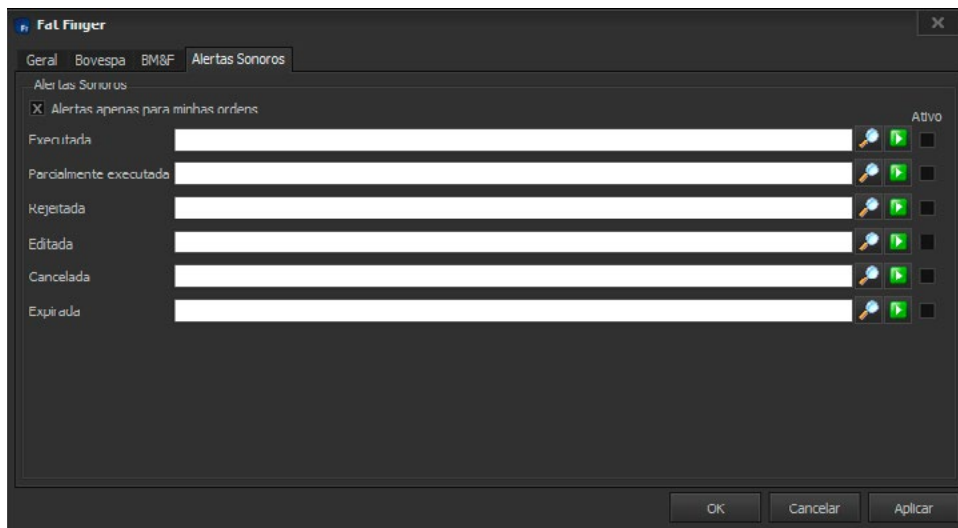 Fat Finger
Geral Bovespa BM&F Alertas Sonoros
Alertas Sonoros
X Alertas apenas para minhas ordens
Ativo
Executada
Parcialmente executada
Rejeitada
Editada
Cancelada
Expirada
OK Cancelar Aplicar